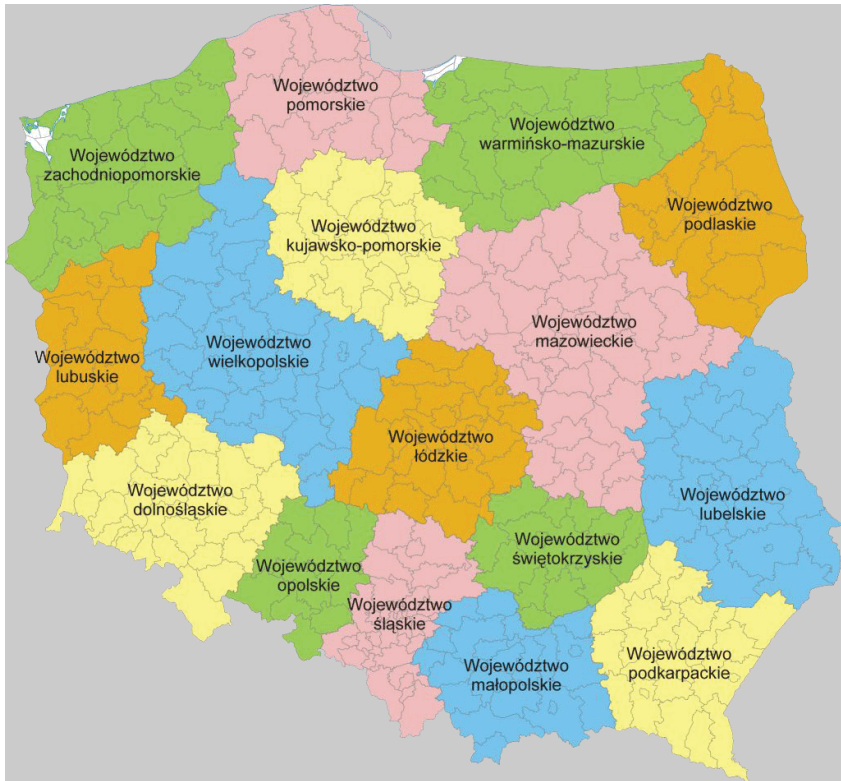 Województwo
pomorskie
Województwo
warmińsko-mazurskie
Województwo
zachodniopomorskie
Województwo
podlaskie
Województwo
kujawsko-pomorskie
Województwo
mazowieckie
Województwo
wielkopolskie
Województwo
lubuskie
Województwo
łódzkie
Województwo
dolnośląskie
Województwo
lubelskie
Województwo
świętokrzyskie
Województwo
opolskie
Województwo
śląskie
Województwo
małopolskie
Województwo
podkarpackie